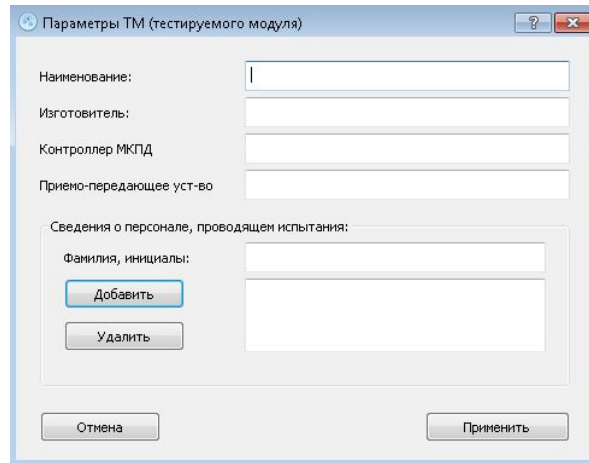 Параметры ТМ (тестируемого модуля)
Наименование:
Изготовитель:
Контроллер МКПД
Приемо-передающее уст-во
Сведения о персонале, проводящем испытания:
Фамилия, инициалы:
Добавить
Удалить
Отмена
Применить